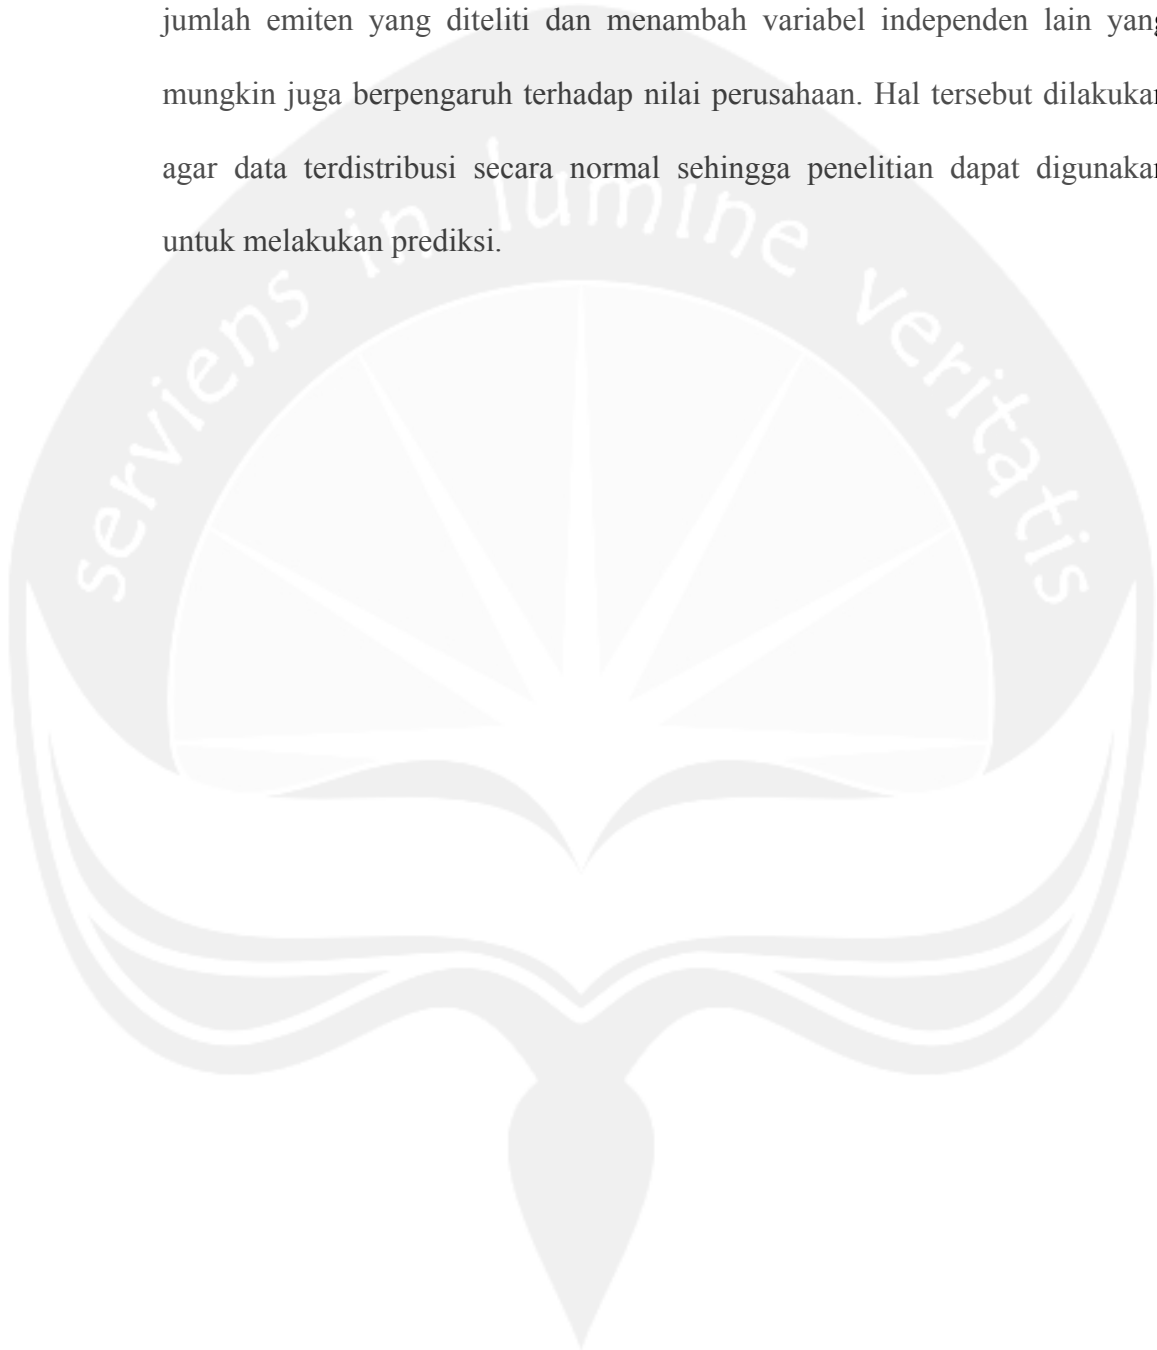 jumlah emiten yang diteliti dan menambah variabel independen lain yang
mungkin juga berpengaruh terhadap nilai perusahaan. Hal tersebut dilakukan
agar data terdistribusi secara normal sehingga penelitian dapat digunakan
untuk melakukan prediksi.
serviens in lumine veritatis